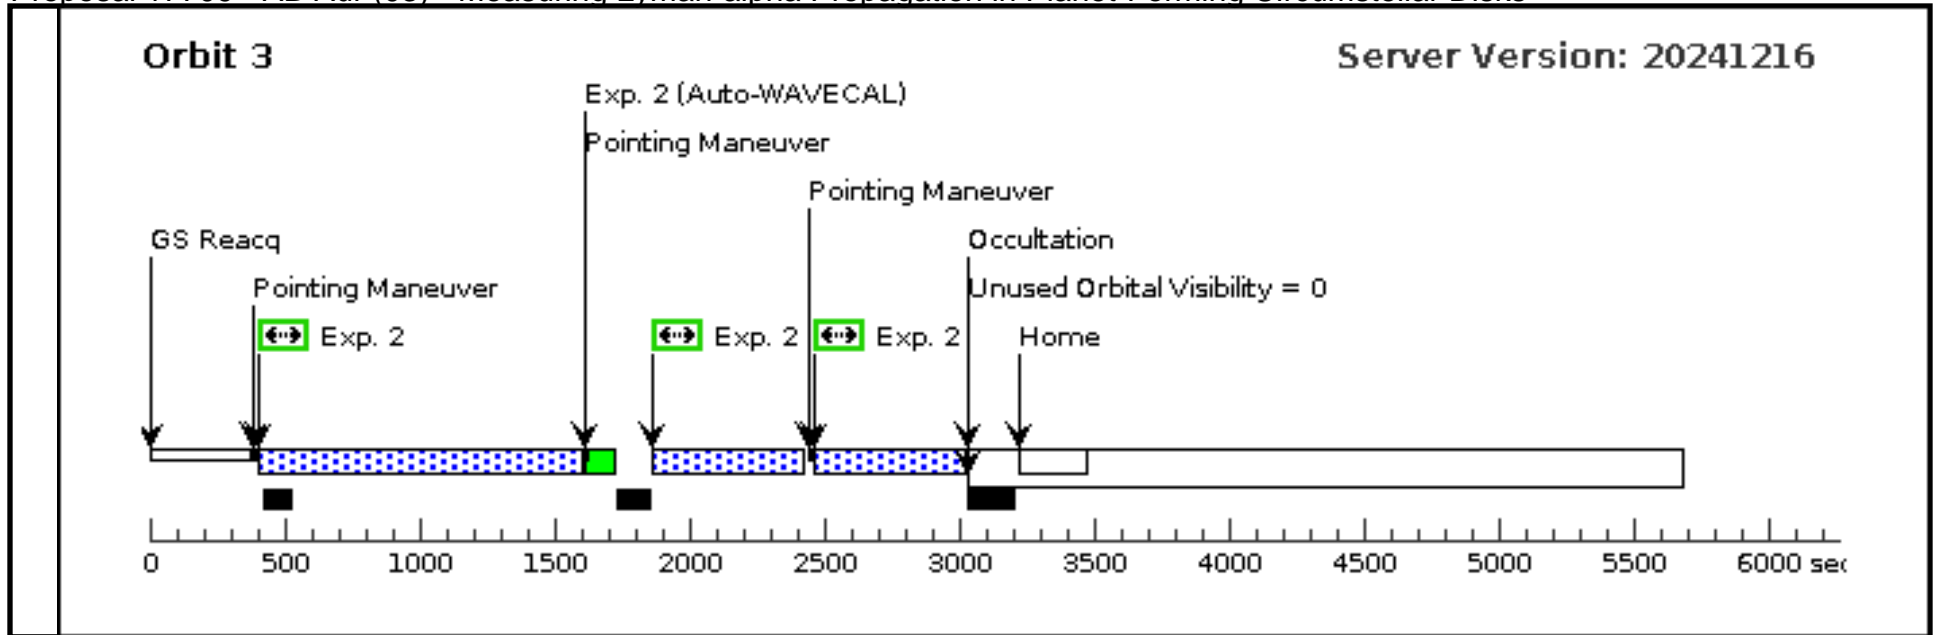 Orbit 3
Server Version: 20241216
Exp. 2 (Auto-WAVECAL)
Pointing Maneuver
Pointing Maneuver
GS Reacq
Occultation
Pointing Maneuver
Unused Orbital Visibility = 0
Exp. 2
Exp. 2
Exp. 2
Home
0 500 1000 1500 2000 2500 3000 3500 4000 4500 5000 5500 6000 sec